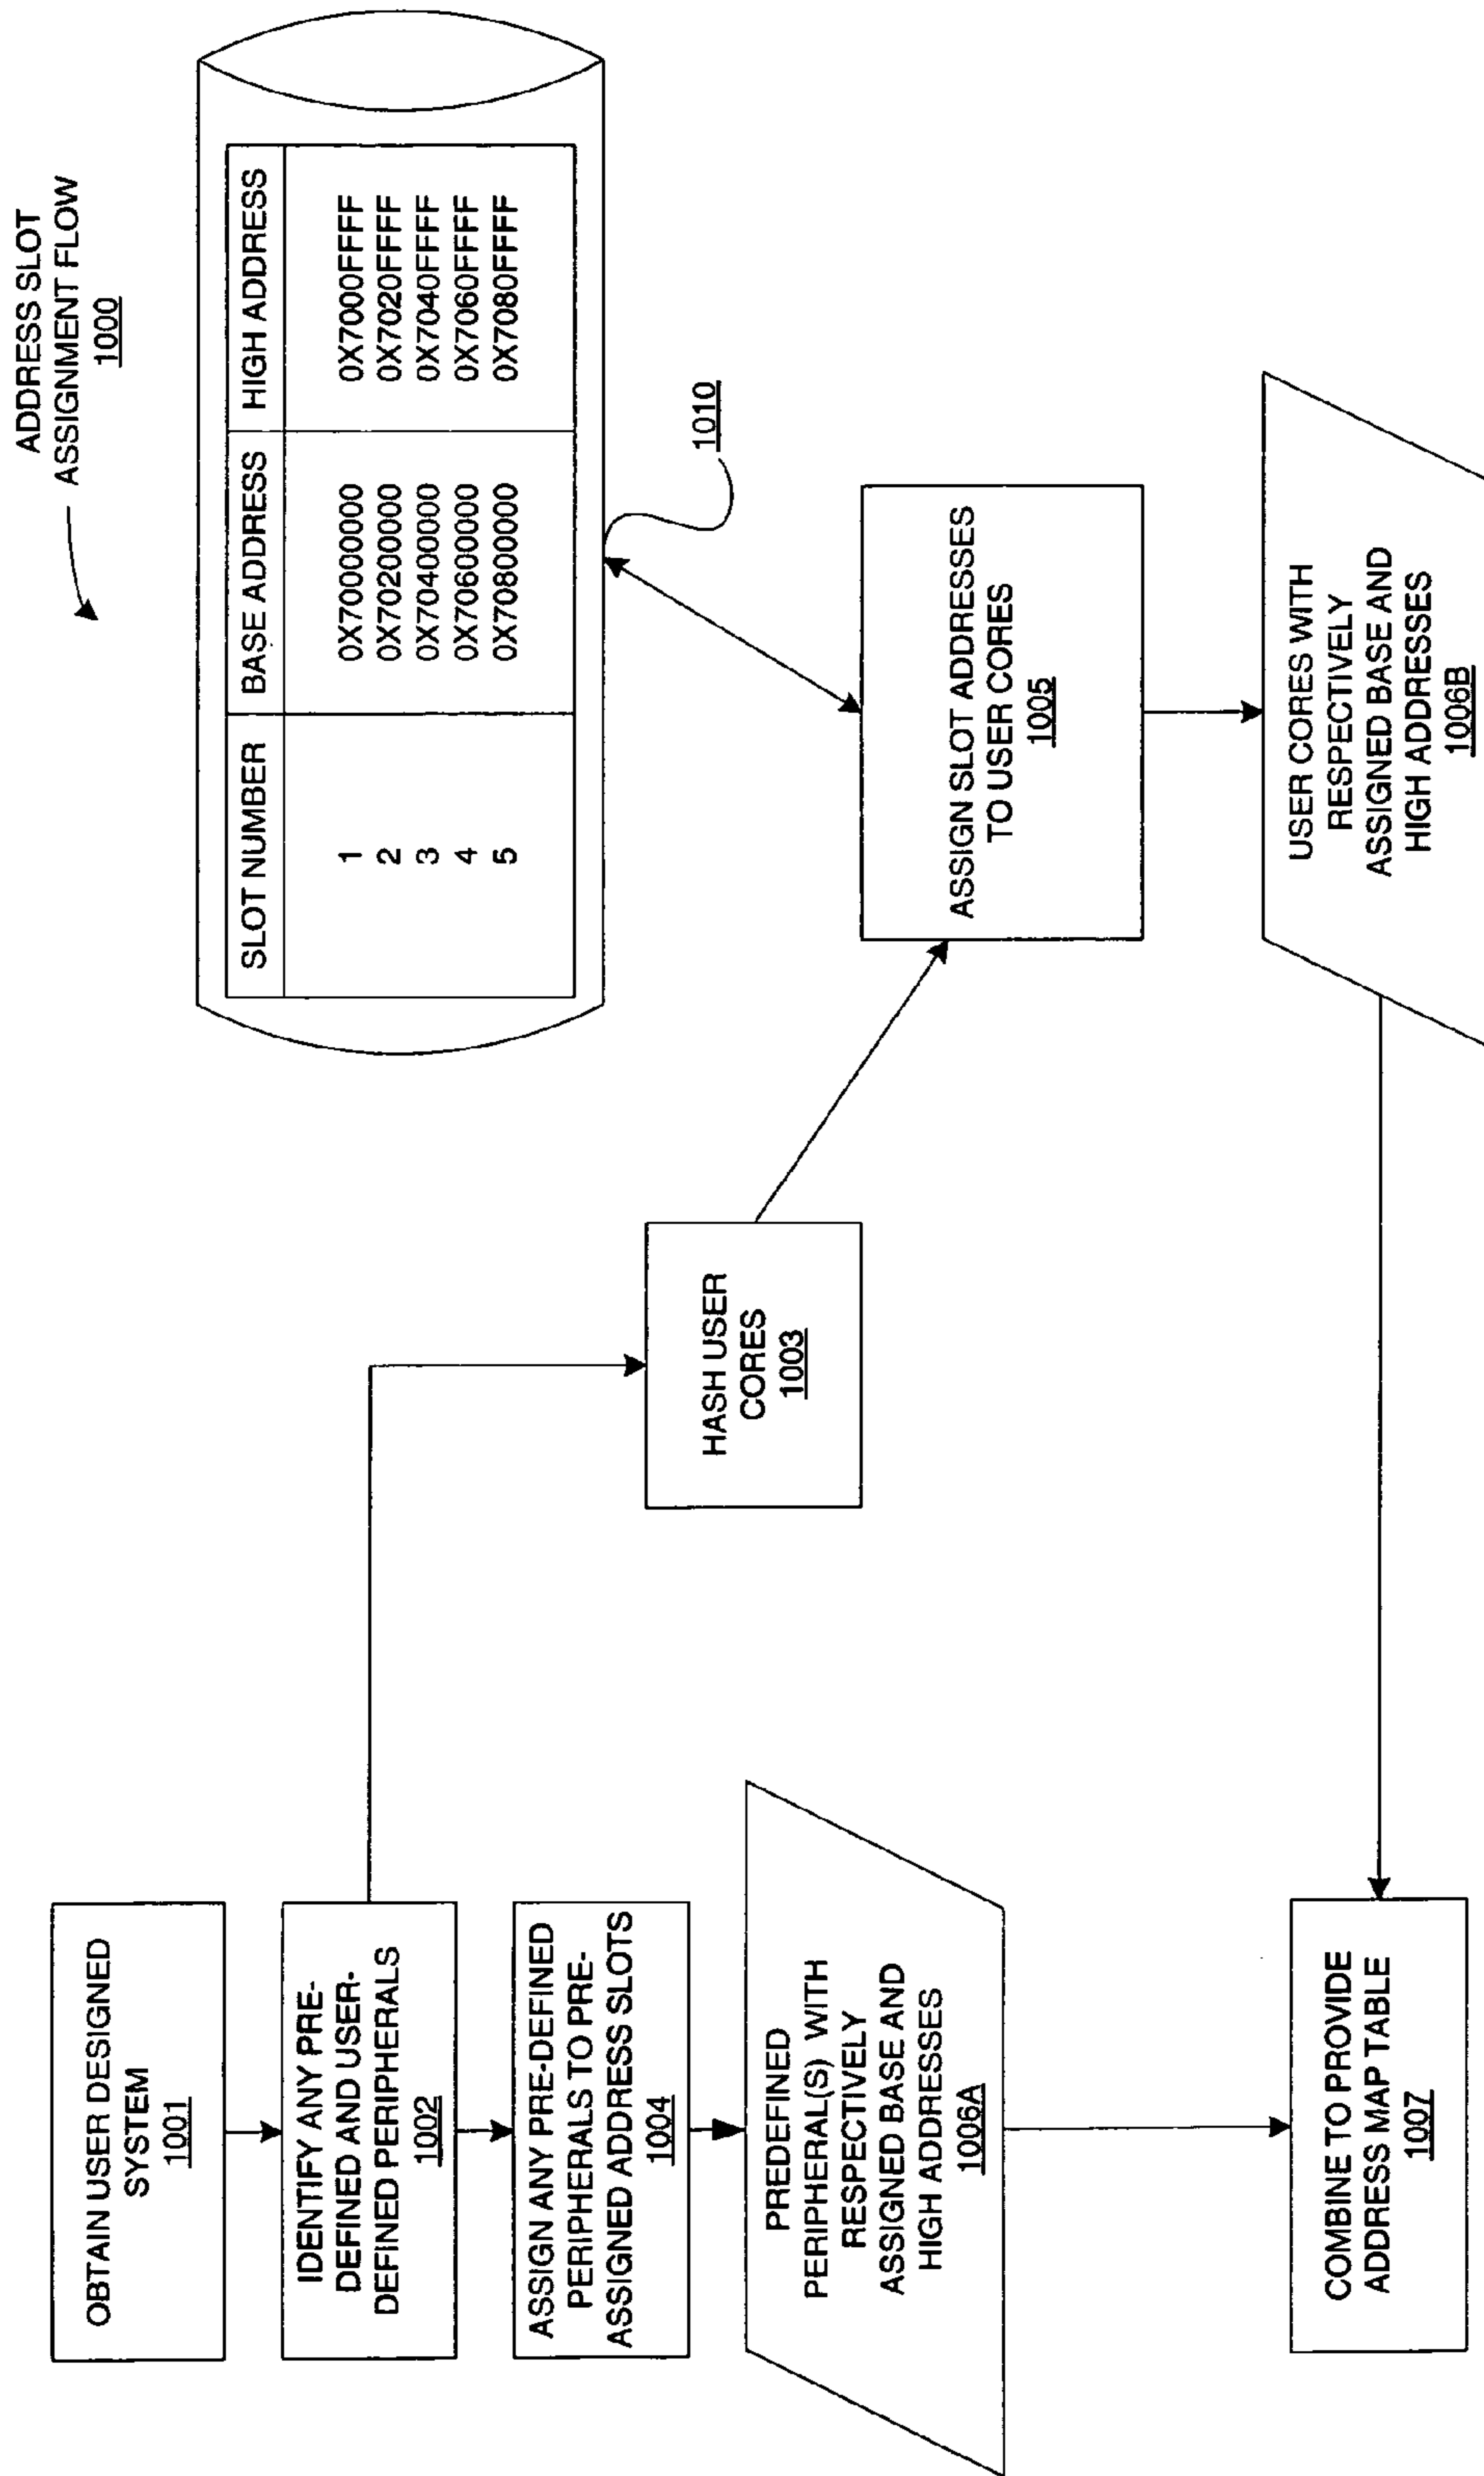 ADDRESS SLOT
ASSIGNMENT FLOW
1000
OBTAIN USER DESIGNED
SYSTEM
1001
IDENTIFY ANY PRE-
DEFINED AND USER-
DEFINED PERIPHERALS
1002
ASSIGN ANY PRE-DEFINED
PERIPHERALS TO PRE-
ASSIGNED ADDRESS SLOTS
1004
PREDEFINED
PERIPHERAL(S) WITH
RESPECTIVELY
ASSIGNED BASE AND
HIGH ADDRESSES
1006A
COMBINE TO PROVIDE
ADDRESS MAP TABLE
1007
HASH USER
CORES
1003
SLOT NUMBER BASE ADDRESS HIGH ADDRESS
1 0X70000000 0X7000FFFF
2 0X70200000 0X7020FFFF
3 0X70400000 0X7040FFFF
4 0X70600000 0X7060FFFF
5 0X70800000 0X7080FFFF
1010
ASSIGN SLOT ADDRESSES
TO USER CORES
1005
USER CORES WITH
RESPECTIVELY
ASSIGNED BASE AND
HIGH ADDRESSES
1006B